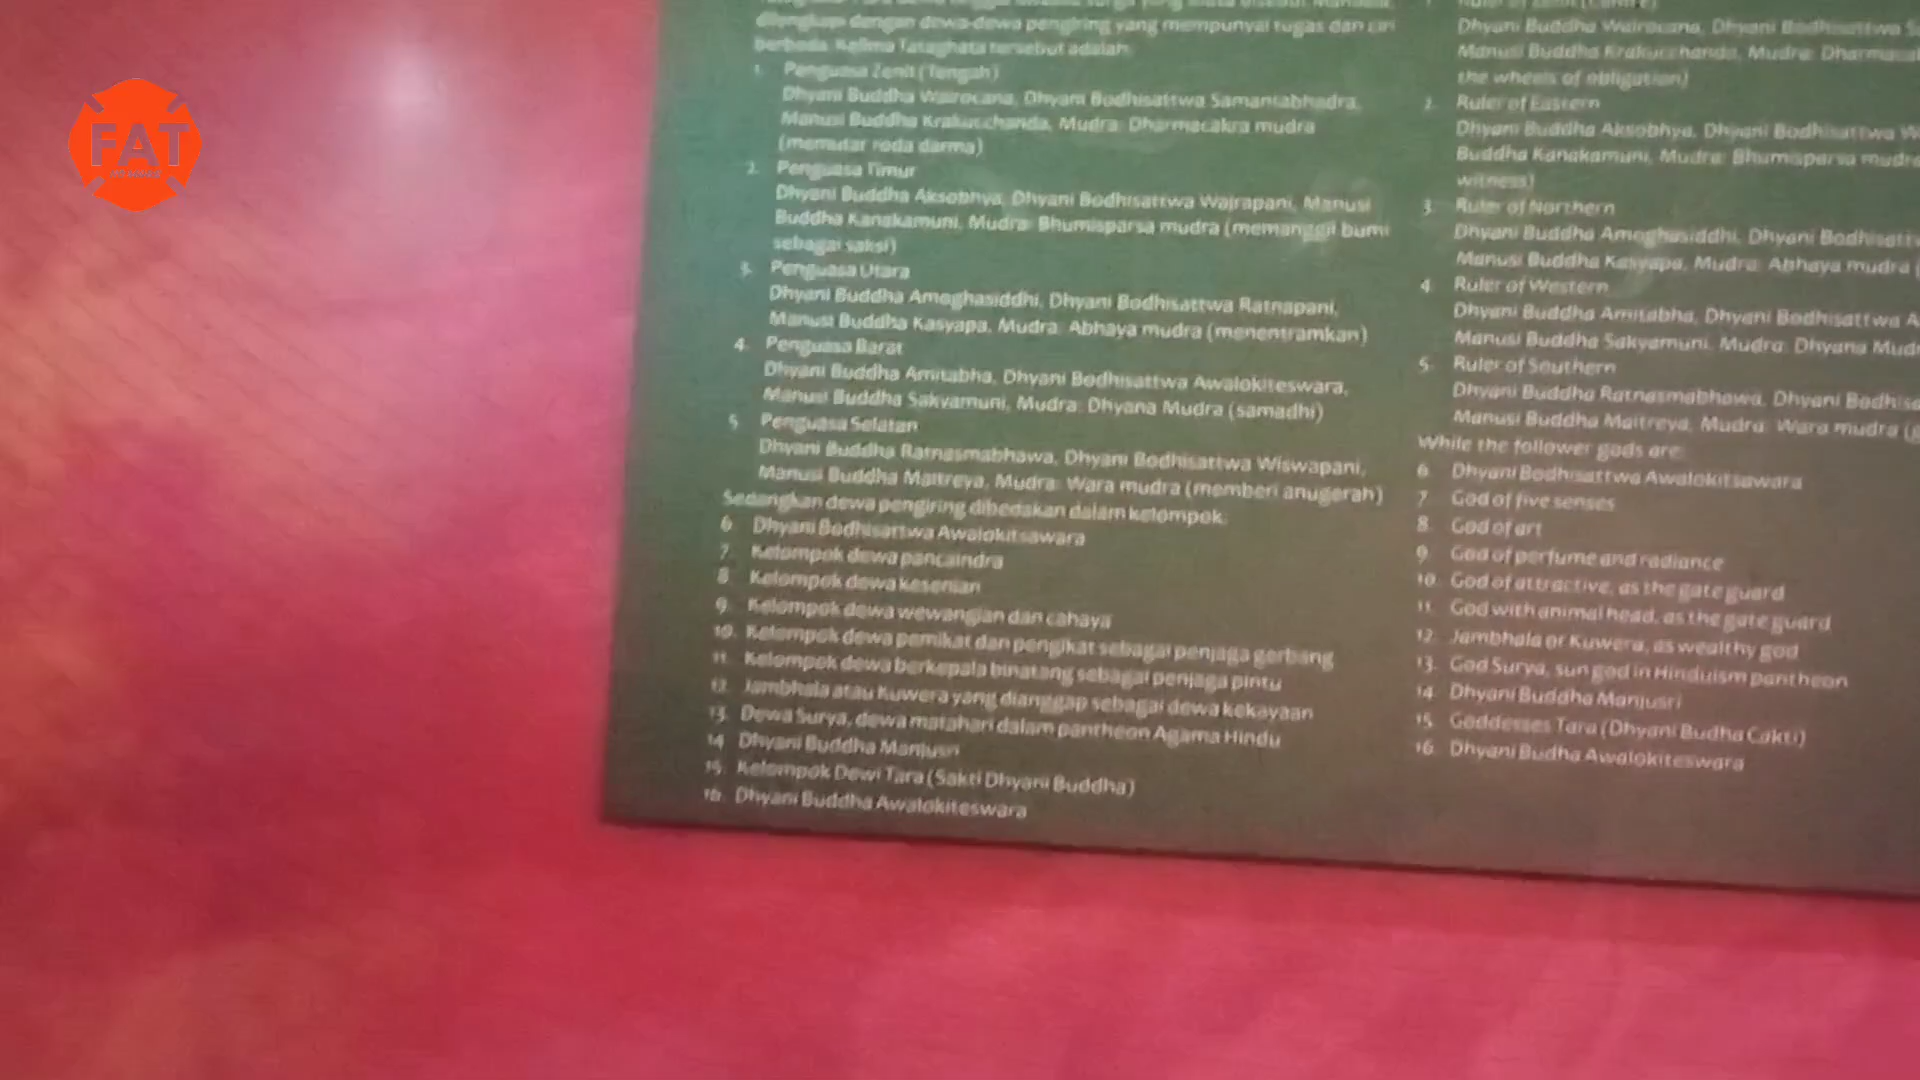 FAT
dilengkapi dengan dewa-dewa pengiring yang mempunyai tugas dan ciri
berbeda. Kelima Tataghata tersebut adalah:
1. Penguasa Zenit (Tengah)
Dhyani Buddha Wairocana, Dhyani Bodhisattwa Samantabhadra,
Manusi Buddha Krakucchanda, Mudra: Dharmacakra mudra
(memutar roda darma)
2. Penguasa Timur
Dhyani Buddha Aksobhya, Dhyani Bodhisattwa Wajrapani, Manusi
Buddha Kanakamuni, Mudra: Bhumisparsa mudra (memanggil bumi
sebagai saksi)
3. Penguasa Utara
Dhyani Buddha Amoghasiddhi, Dhyani Bodhisattwa Ratnapani,
Manusi Buddha Kasyapa, Mudra: Abhaya mudra (menentramkan)
4. Penguasa Barat
Dhyani Buddha Amitabha, Dhyani Bodhisattwa Awalokiteswara,
Manusi Buddha Sakyamuni, Mudra: Dhyana Mudra (samadhi)
5. Penguasa Selatan
Dhyani Buddha Ratnasmabhawa, Dhyani Bodhisattwa Wiswapani,
Manusi Buddha Maitreya, Mudra: Wara mudra (memberi anugerah)
Sedangkan dewa pengiring dibedakan dalam kelompok:
6. Dhyani Bodhisartwa Awalokitsawara
7. Kelompok dewa pancaindra
8. Kelompok dewa kesenian
9. Kelompok dewa wewangian dan cahaya
10. Kelompok dewa pemikat dan pengikat sebagai penjaga gerbang
11. Kelompok dewa berkepala binatang sebagai penjaga pintu
12. Jambhala atau Kuwera yang dianggap sebagai dewa kekayaan
13. Dewa Surya, dewa matahari dalam pantheon Agama Hindu
14. Dhyani Buddha Manjusri
15. Kelompok Dewi Tara (Sakti Dhyani Buddha)
16. Dhyani Buddha Awalokiteswara
Dhyani Buddha Wairocana, Dhyani Bodhisattwa
Manusi Buddha Krakucchanda, Mudra:
the wheels of obligation)
2. Ruler of Eastern
Dhyani Buddha Aksobhya, Dhyani Bodhisattwa
Buddha Kanakamuni, Mudra: Bhumisparsa mudra
witness)
3. Ruler of Northern
Dhyani Buddha Amoghasiddhi, Dhyani
Manusi Buddha Kasyapa, Mudra: Abhaya mudra
4. Ruler of Western
Dhyani Buddha Amitabha, Dhyani Bodhisattwa
Manusi Buddha Sakyamuni, Mudra: Dhyana
5. Ruler of Southern
Dhyani Buddha Ratnasmabhawa, Dhyani
Manusi Buddha Maitreya, Mudra: Wara mudra
While the follower gods are:
6. Dhyani Bodhisattwa Awalokitsawara
7. God of five senses
8. God of art
9. God of perfume and radiance
10. God of attractive, as the gate guard
11. God with animal head, as the gate guard
12. Jambhala or Kuwera, as wealthy god
13. God Surya, sun god in Hinduism pantheon
14. Dhyani Buddha Manjusri
15. Goddesses Tara (Dhyani Budha Cakti)
16. Dhyani Budha Awalokiteswara